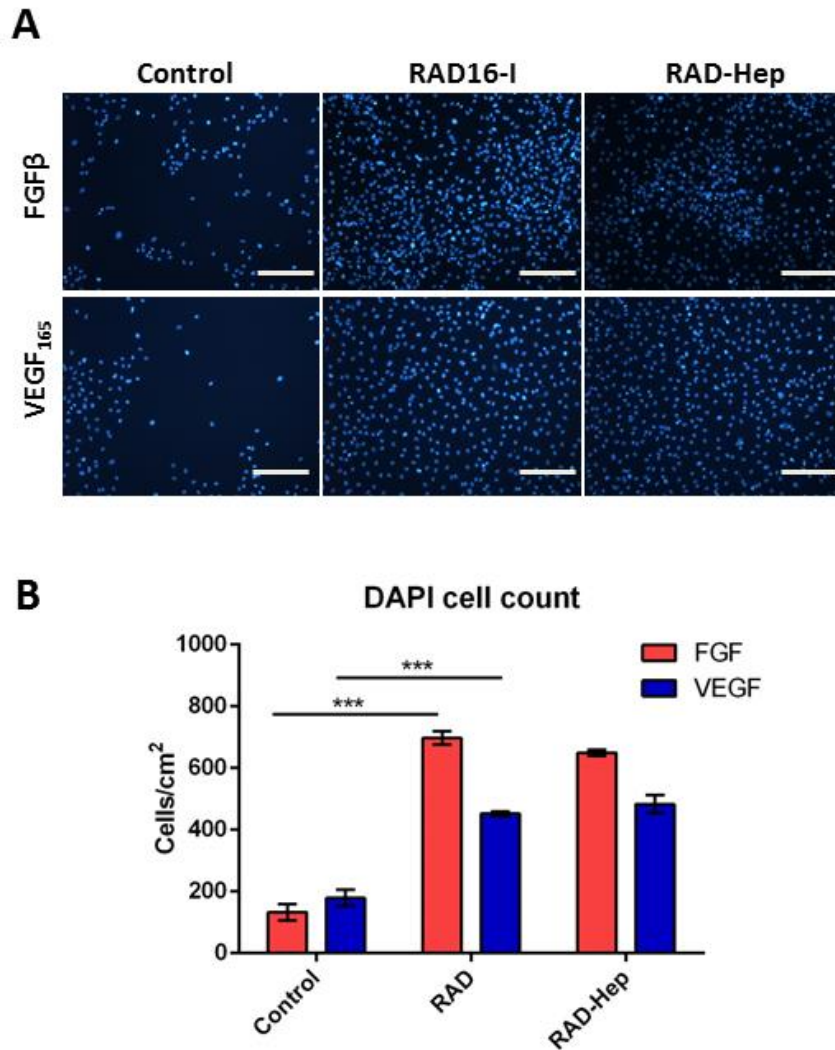 A
Control RAD16-I RAD-Hep
FGFβ
VEGF₁₆₅
B
DAPI cell count
Cells/cm²
1000
800
600
400
200
0
***
***
FGF
VEGF
Control
RAD
RAD-Hep